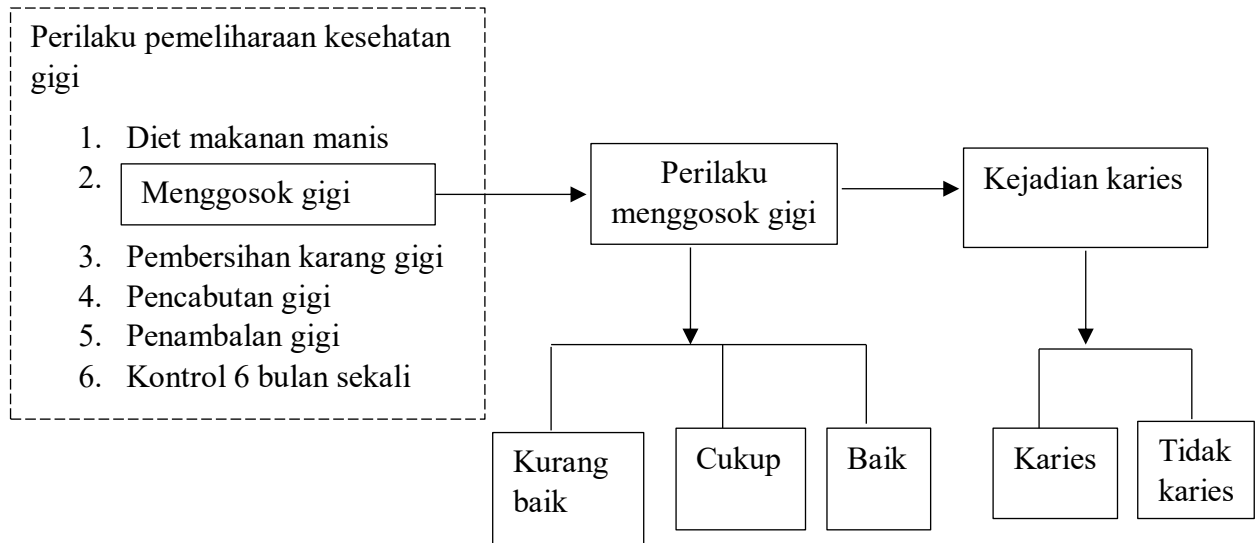 Perilaku pemeliharaan kesehatan
gigi
1. Diet makanan manis
2. Menggosok gigi
3. Pembersihan karang gigi
4. Pencabutan gigi
5. Penambalan gigi
6. Kontrol 6 bulan sekali
Perilaku
menggosok gigi
Kejadian karies
Kurang
baik
Cukup
Baik
Karies
Tidak
karies